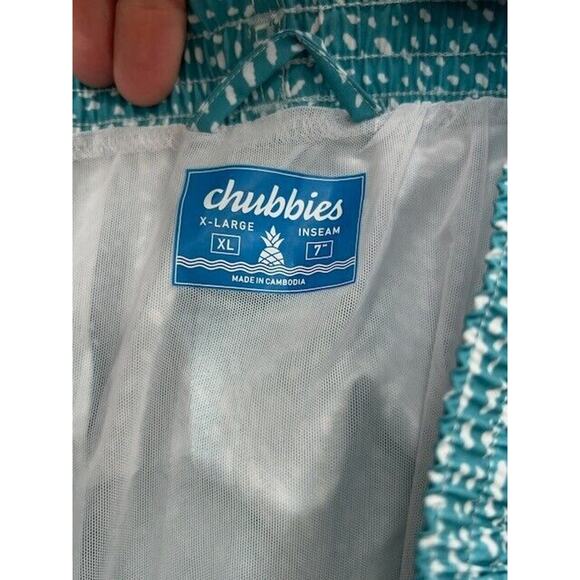 chubbies
X-LARGE INSEAM
XL 7"
MADE IN CAMBODIA